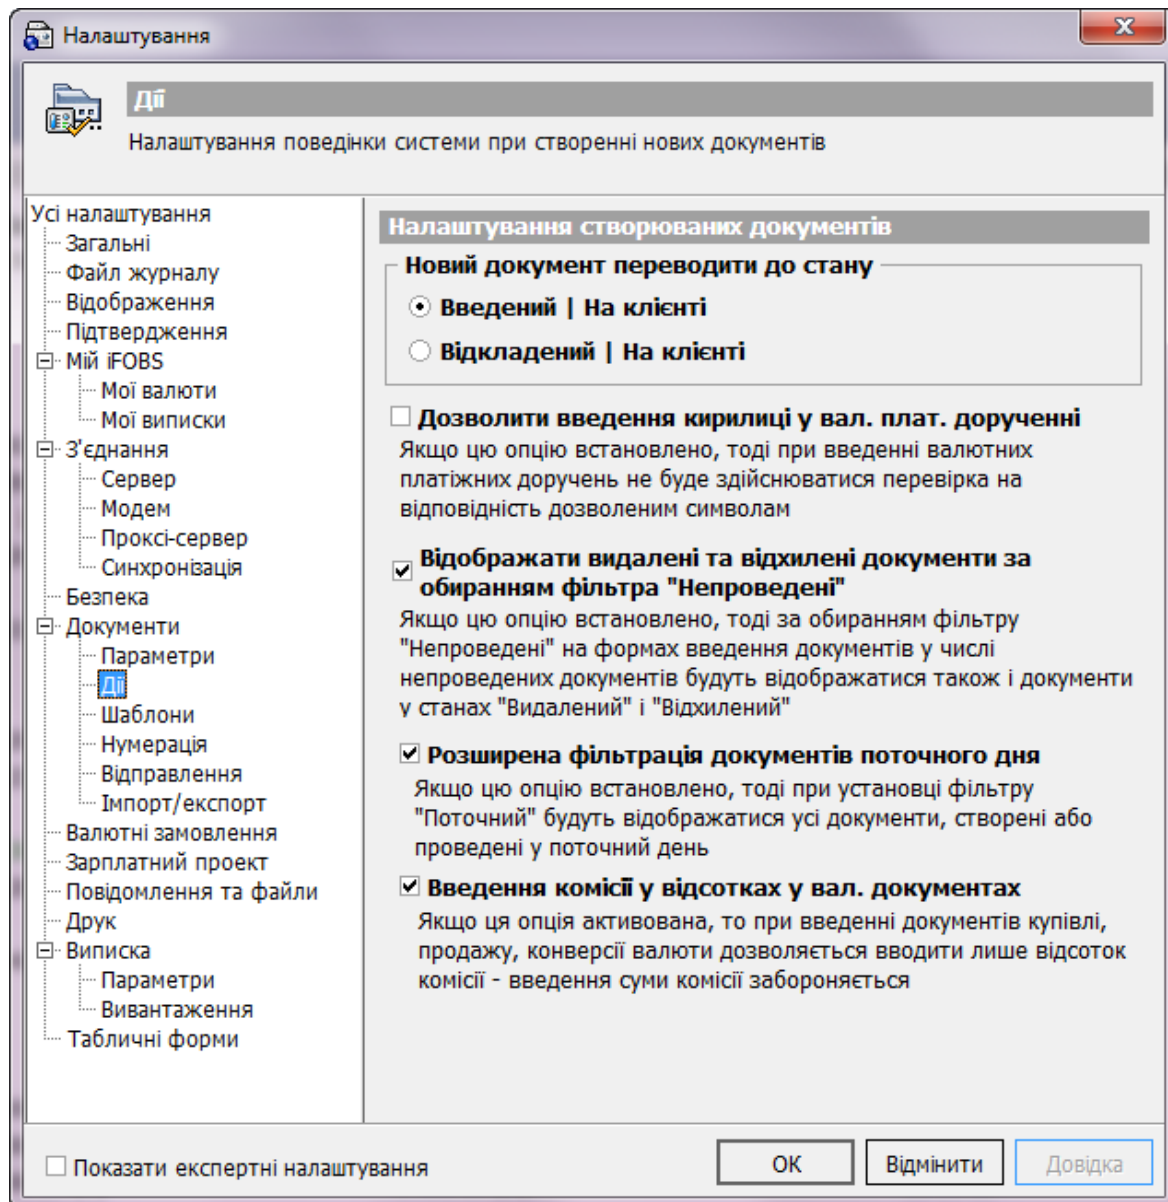 Налаштування
Дії
Налаштування поведінки системи при створенні нових документів
Усі налаштування
Загальні
Файл журналу
Відображення
Підтвердження
Мій iFOBS
Мої валюти
Мої виписки
З'єднання
Сервер
Модем
Проксі-сервер
Синхронізація
Безпека
Документи
Параметри
Дії
Шаблони
Нумерація
Відправлення
Імпорт/експорт
Валютні замовлення
Зарплатний проект
Повідомлення та файли
Друк
Виписка
Параметри
Вивантаження
Табличні форми
Налаштування створюваних документів
Новий документ переводити до стану
Введений | На клієнті
Відкладений | На клієнті
Дозволити введення кирилиці у вал. плат. дорученні
Якщо цю опцію встановлено, тоді при введенні валютних
платіжних доручень не буде здійснюватися перевірка на
відповідність дозволеним символам
Відображати видалені та відхилені документи за
обиранням фільтра "Непроведені"
Якщо цю опцію встановлено, тоді за обиранням фільтру
"Непроведені" на формах введення документів у числі
непроведених документів будуть відображатися також і документи
у станах "Видалений" і "Відхилений"
Розширена фільтрація документів поточного дня
Якщо цю опцію встановлено, тоді при установці фільтру
"Поточний" будуть відображатися усі документи, створені або
проведені у поточний день
Введення комісії у відсотках у вал. документах
Якщо ця опція активована, то при введенні документів купівлі,
продажу, конверсії валюти дозволяється вводити лише відсоток
комісії - введення суми комісії забороняється
Показати експертні налаштування
ОК
Відмінити
Довідка